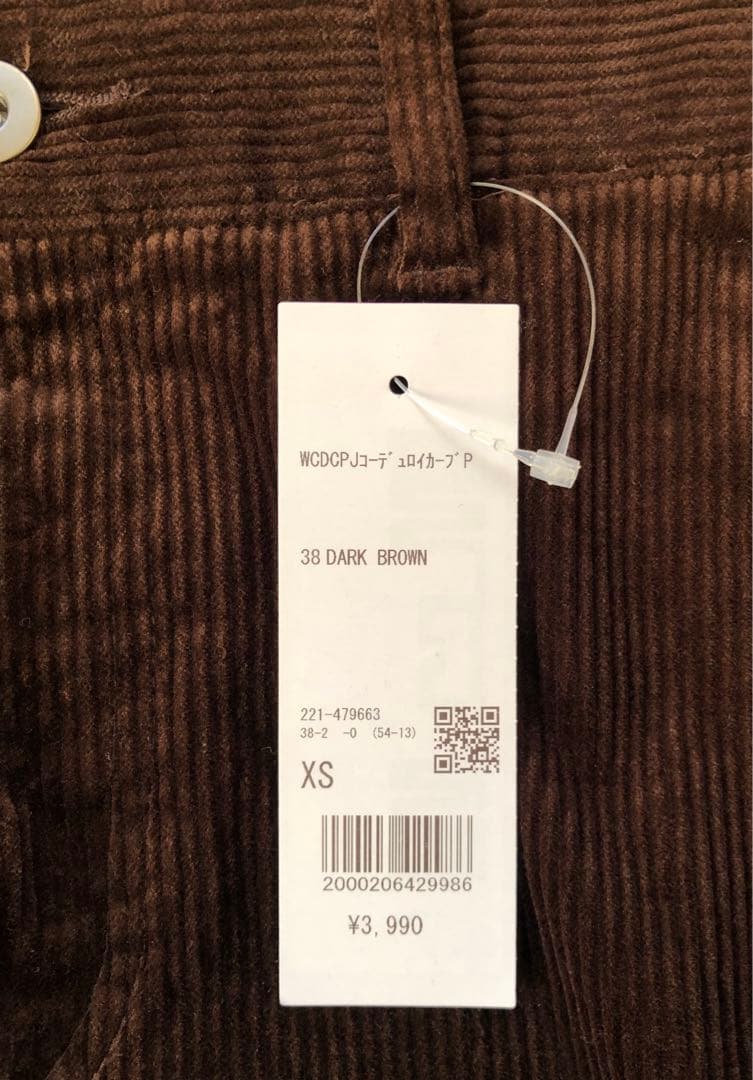 WCDCPJｺｰﾃﾞｭﾛｲｶｰﾌﾞP
38 DARK BROWN
221-479663
38-2 -0 (54-13)
XS
2000206429986
¥3,990